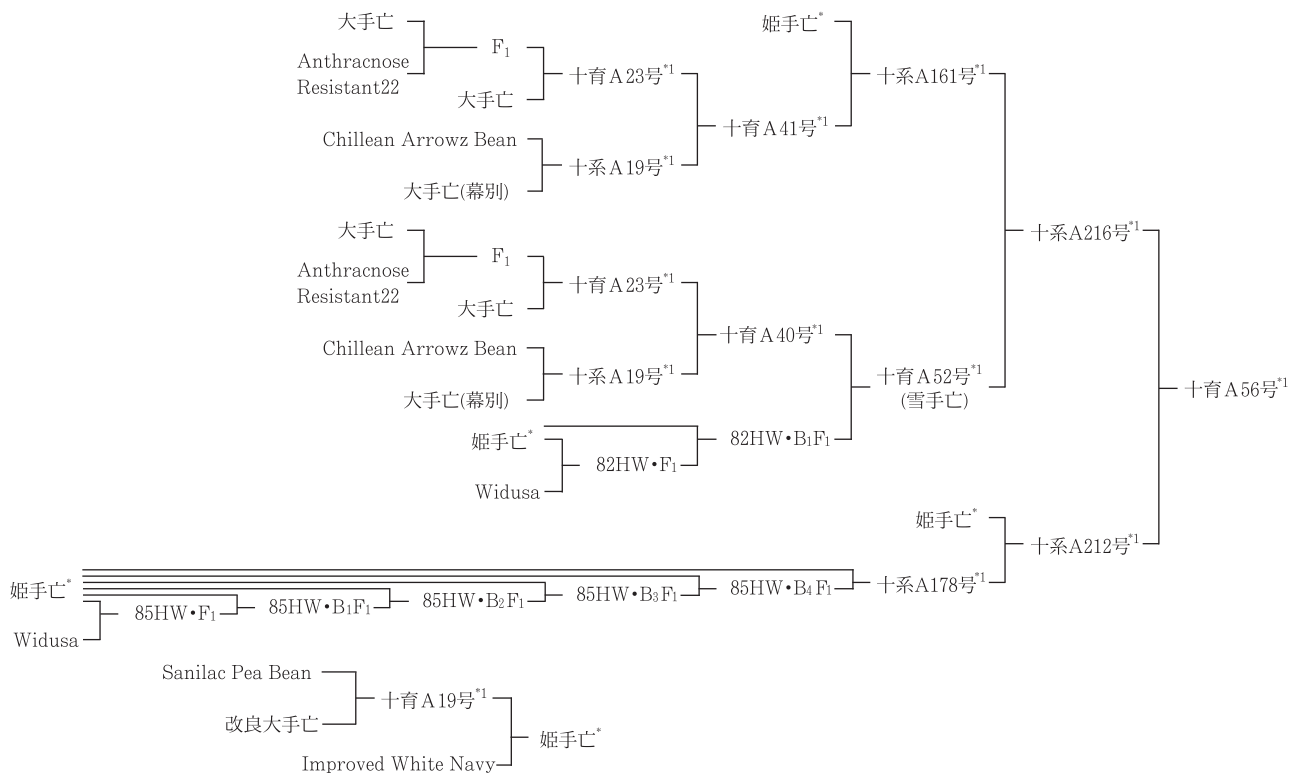 大手亡
Anthracnose
Resistant22
F1
大手亡
十育A23号*1
Chillean Arrowz Bean
大手亡(幕別)
十系A19号*1
十育A41号*1
姫手亡*
十系A161号*1
大手亡
Anthracnose
Resistant22
F1
大手亡
十育A23号*1
Chillean Arrowz Bean
大手亡(幕別)
十系A19号*1
十育A40号*1
姫手亡*
Widusa
82HW・F1
82HW・B1F1
十育A52号*1
(雪手亡)
十系A216号*1
姫手亡*
Widusa
85HW・F1
85HW・B1F1
85HW・B2F1
85HW・B3F1
85HW・B4F1
十系A178号*1
姫手亡*
十系A212号*1
十育A56号*1
Sanilac Pea Bean
改良大手亡
十育A19号*1
Improved White Navy
姫手亡*